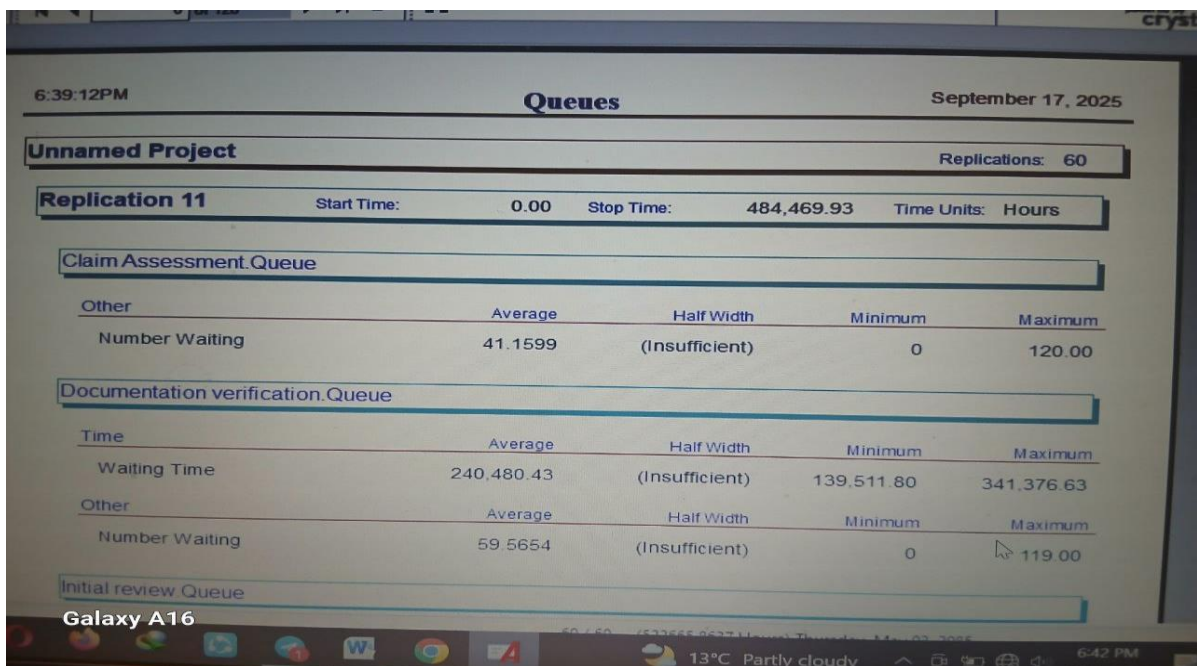 cryst
6:39:12PM Queues September 17, 2025
Unnamed Project Replications: 60
Replication 11 Start Time: 0.00 Stop Time: 484,469.93 Time Units: Hours
Claim Assessment.Queue
Other Average Half Width Minimum Maximum
Number Waiting 41.1599 (Insufficient) 0 120.00
Documentation verification.Queue
Time Average Half Width Minimum Maximum
Waiting Time 240,480.43 (Insufficient) 139,511.80 341,376.63
Other Average Half Width Minimum Maximum
Number Waiting 59.5654 (Insufficient) 0 119.00
Initial review.Queue
Galaxy A16
13°C Partly cloudy 6:42 PM